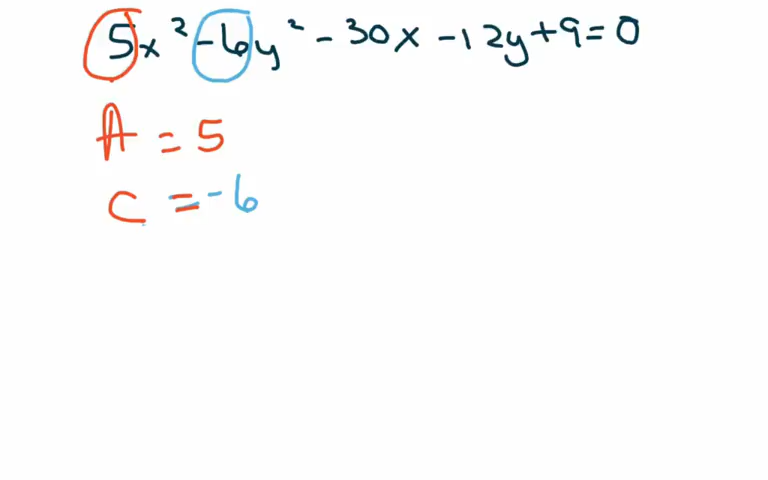 5x² -6y² - 30x - 12y + 9 = 0
A = 5
C = -6